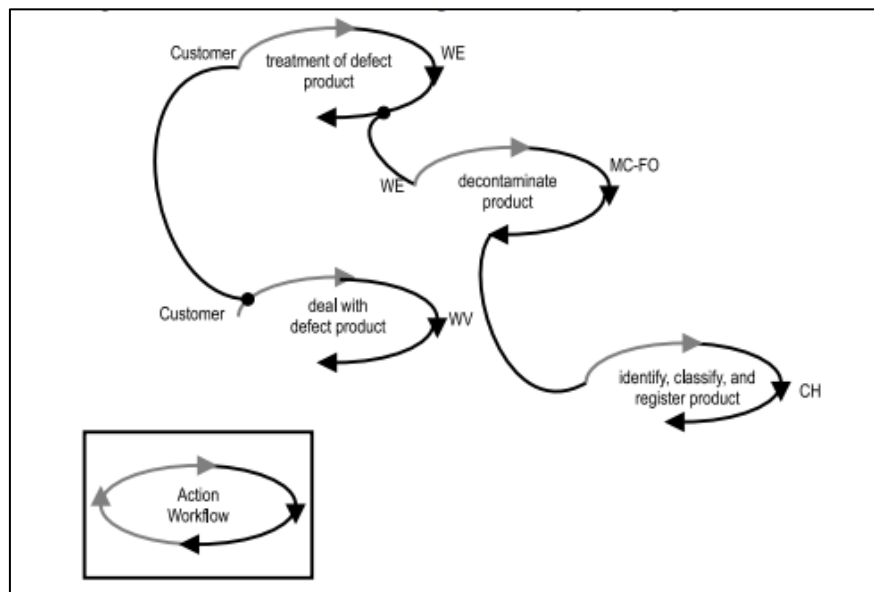 Customer
treatment of defect
product
WE
WE
decontaminate
product
MC-FO
Customer
deal with
defect product
WV
identify, classify, and
register product
CH
Action
Workflow